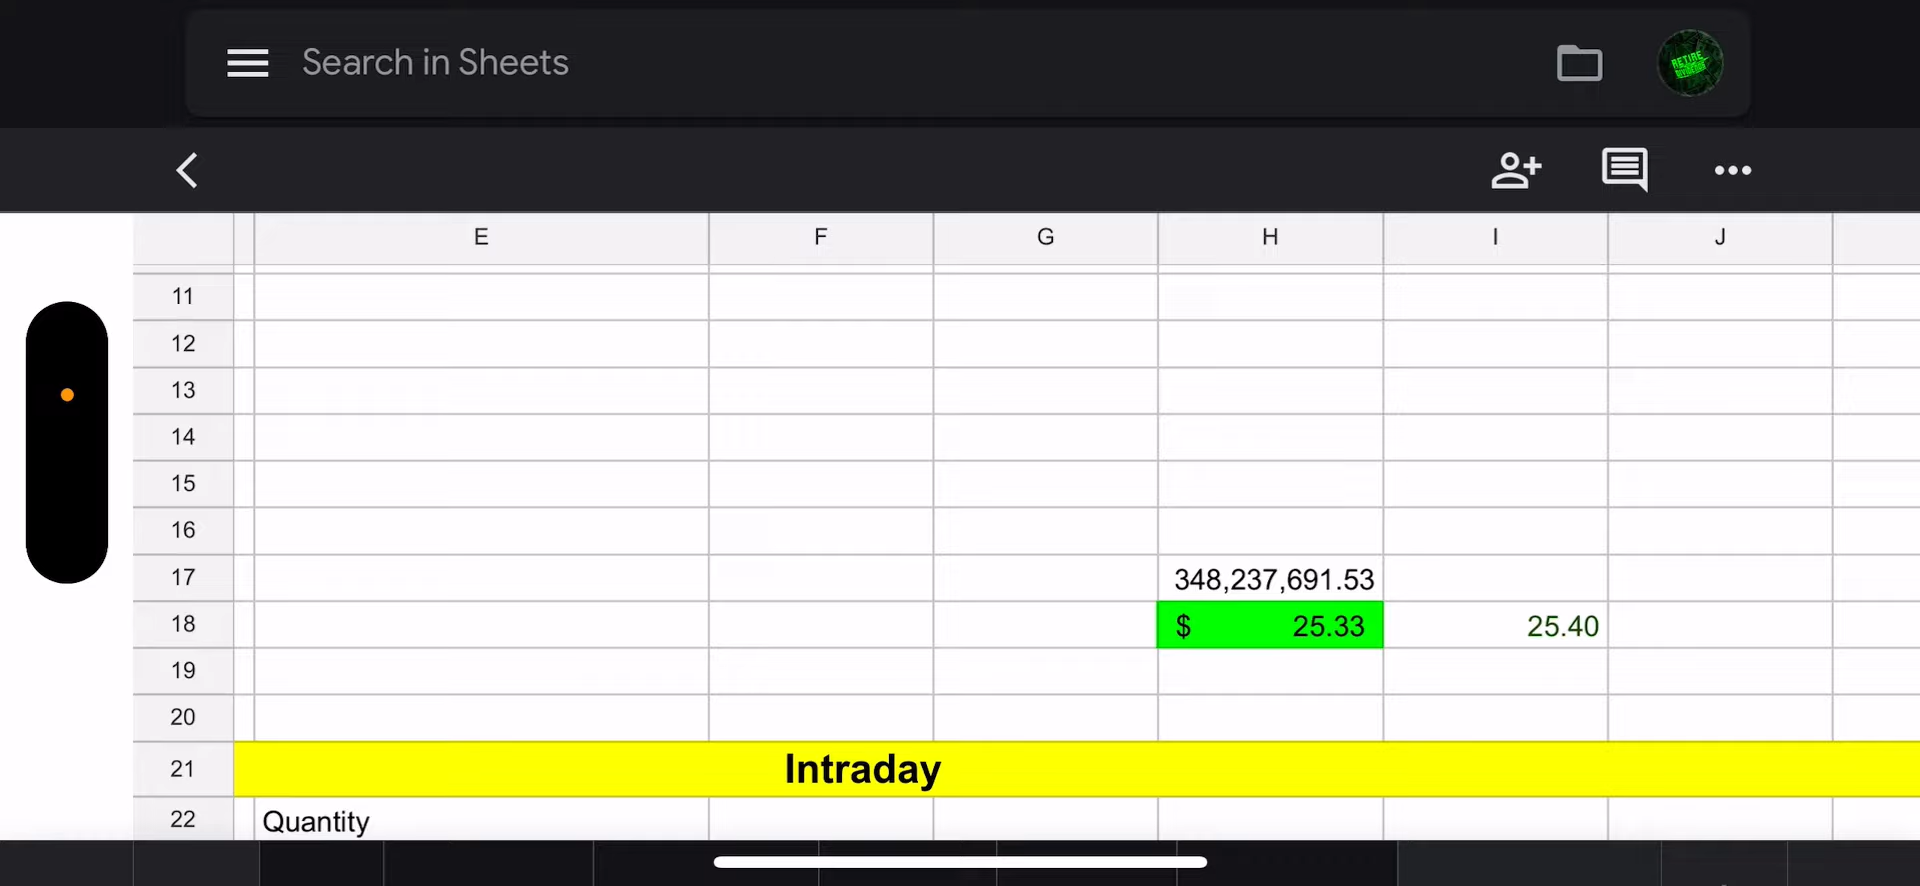 Search in Sheets
RETIRE
E F G H I J
11
12
13
14
15
16
17 348,237,691.53
18 $ 25.33 25.40
19
20
21 Intraday
22 Quantity